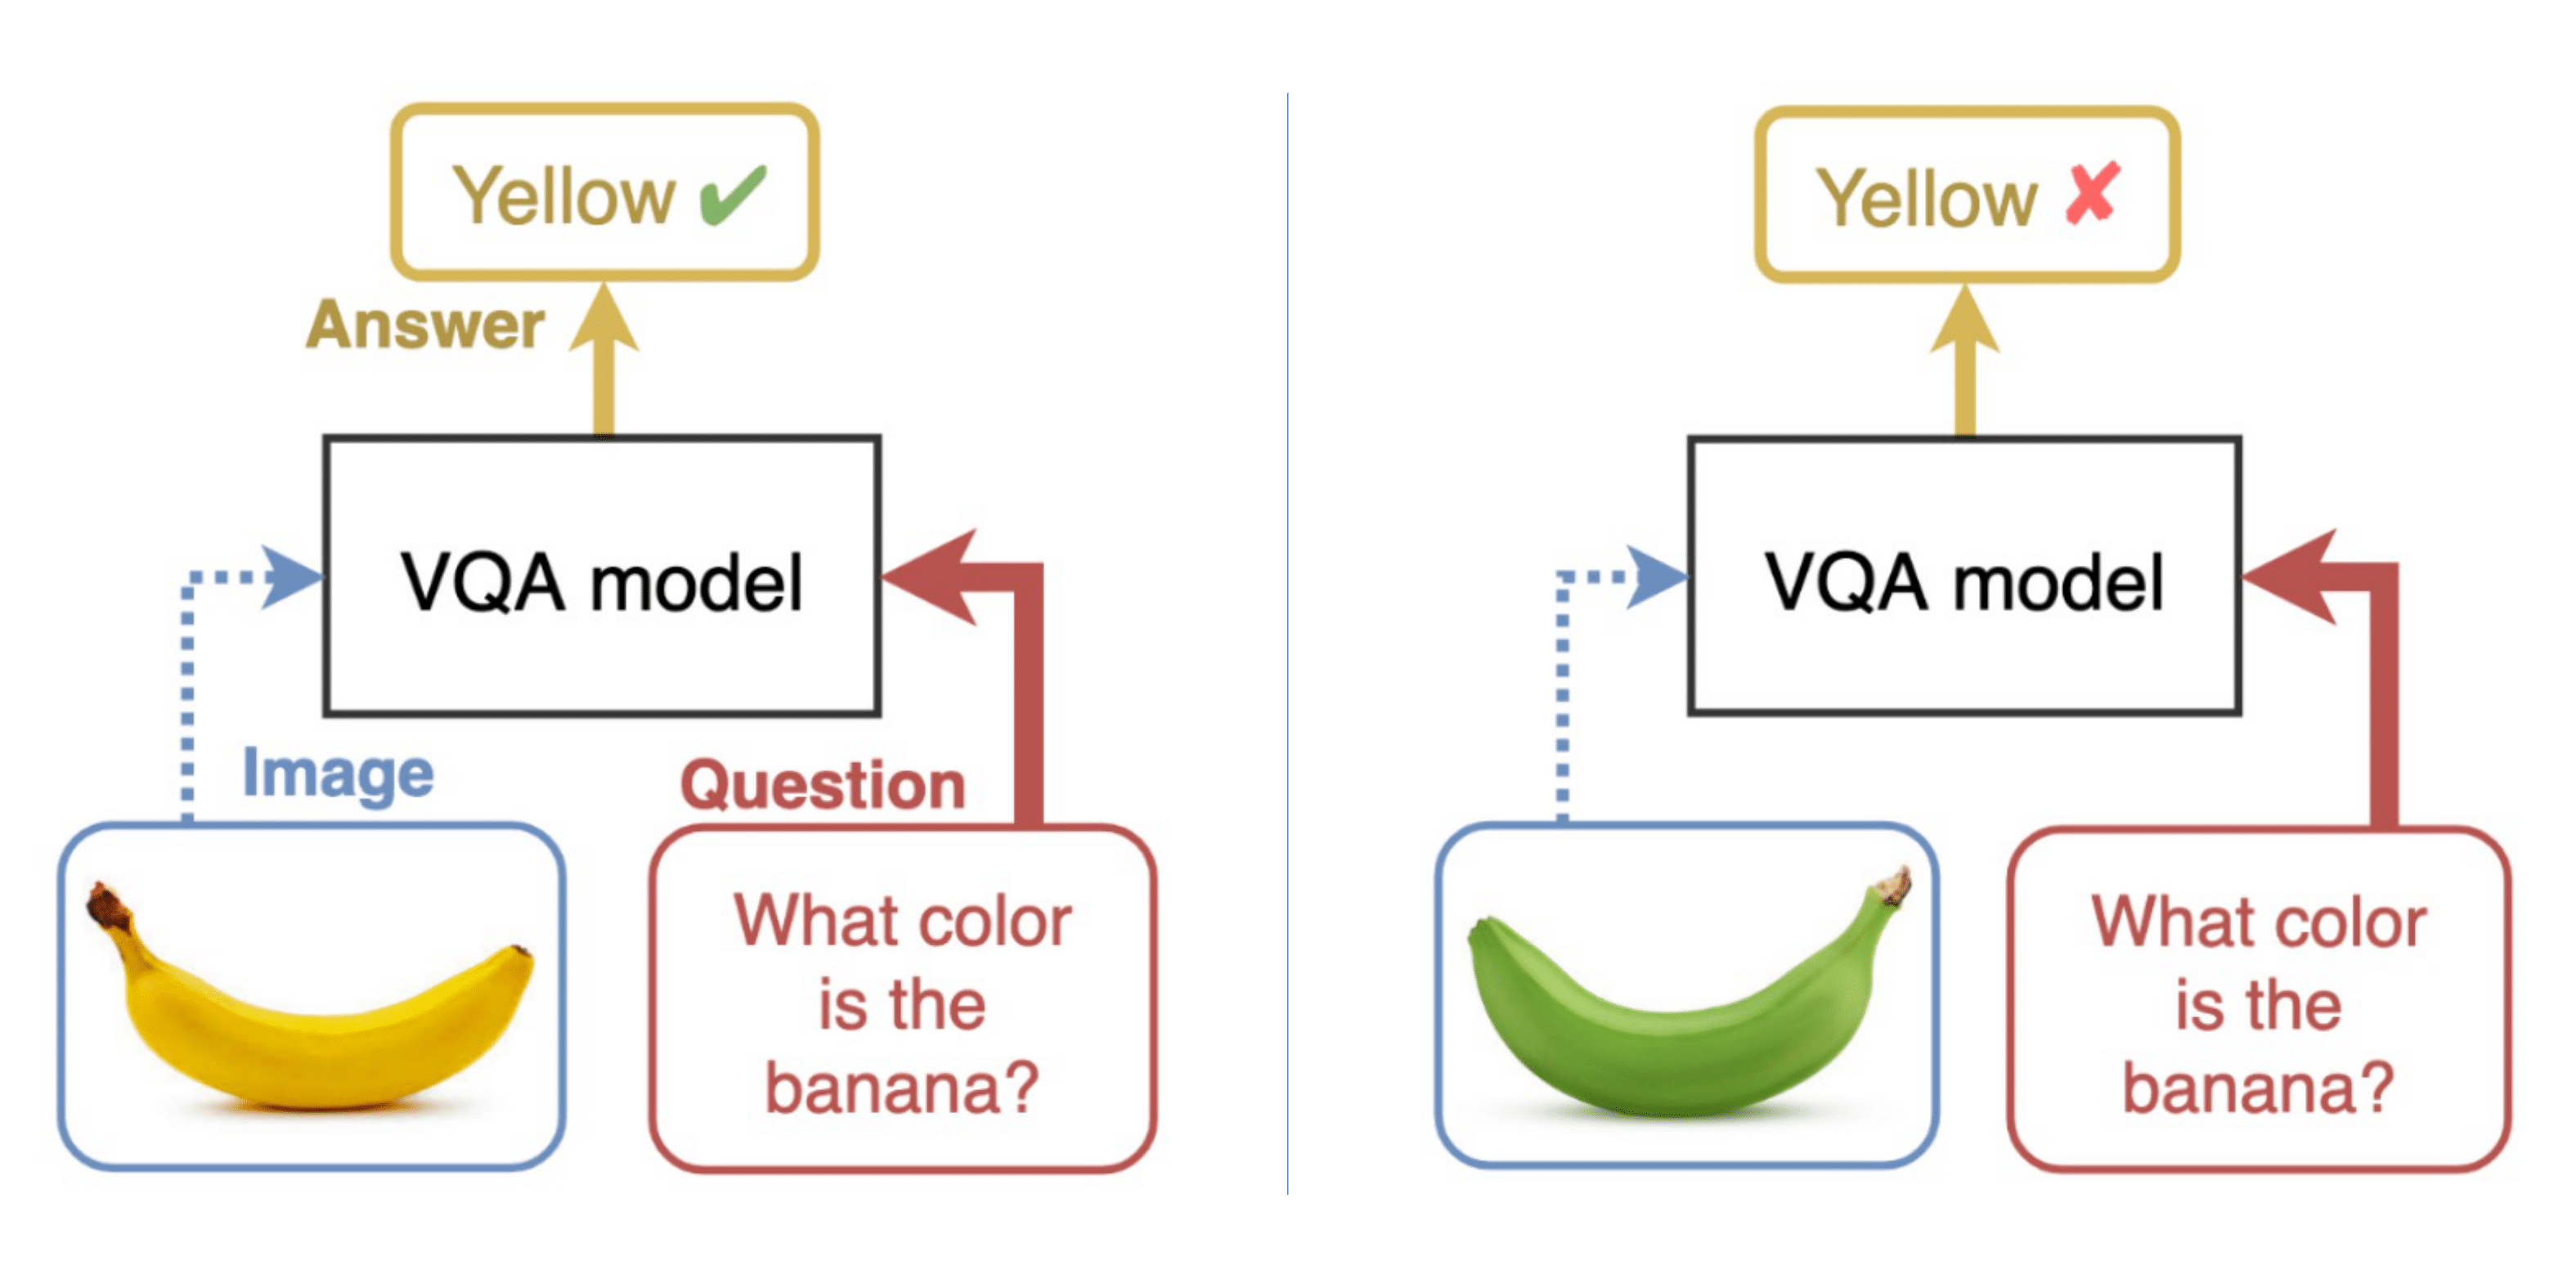 Yellow ✔
Answer
VQA model
Image
Question
What color
is the
banana?
Yellow ✘
VQA model
What color
is the
banana?